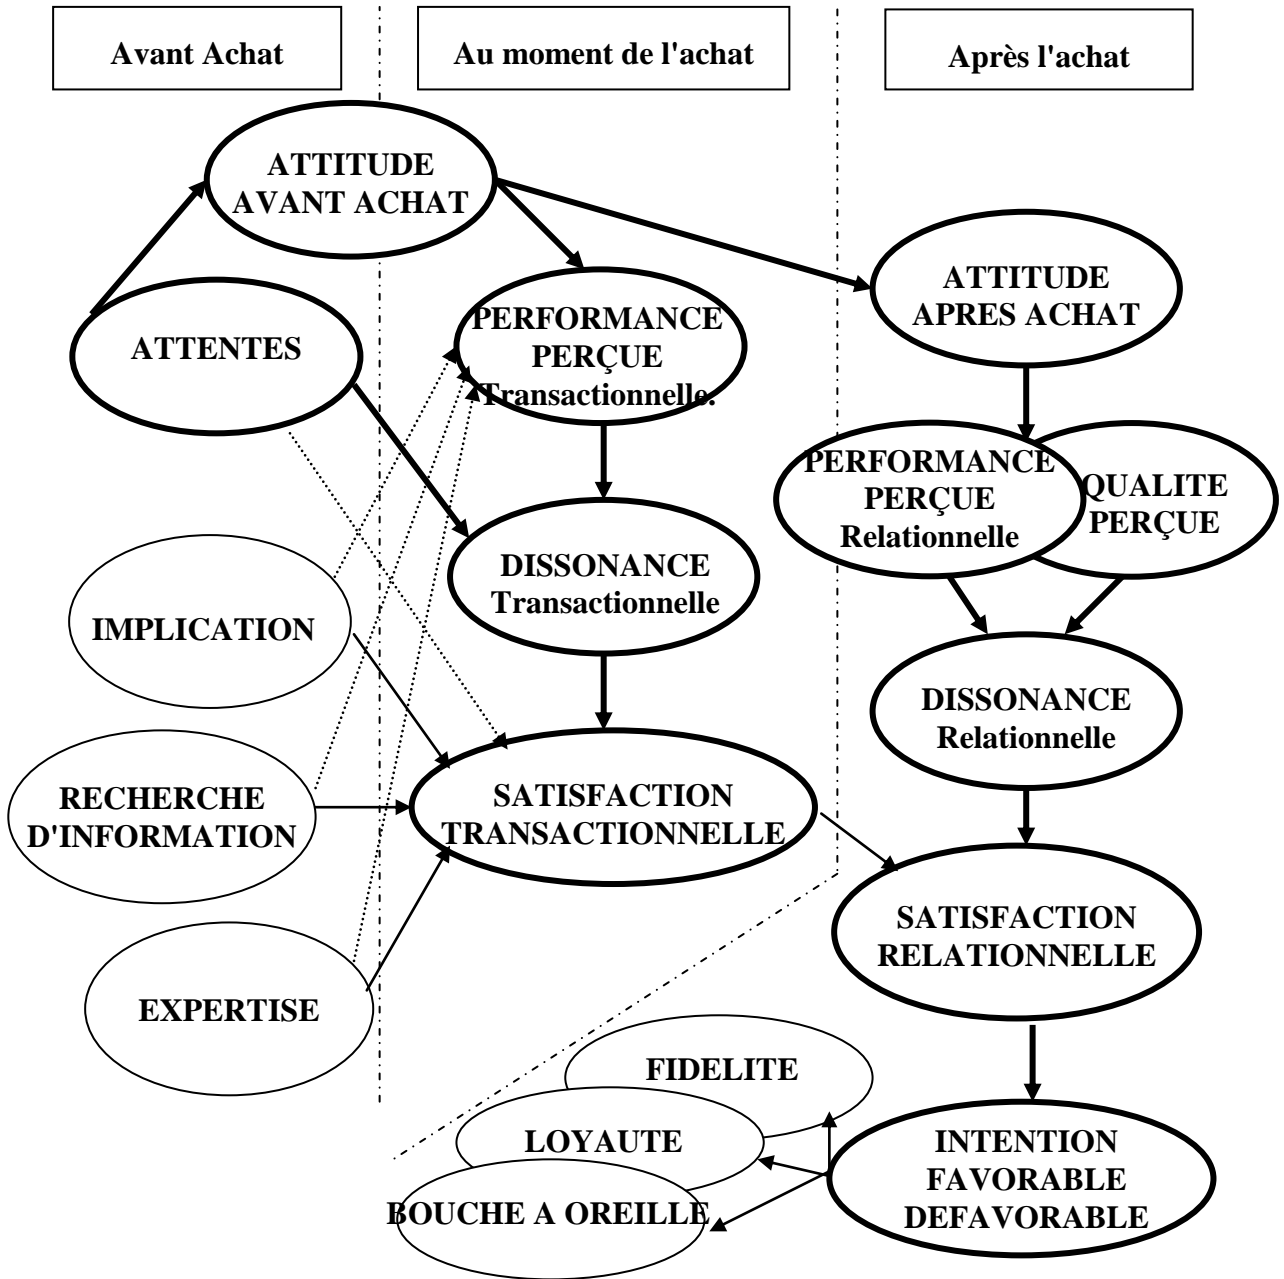 Avant Achat
Au moment de l'achat
Après l'achat
ATTITUDE
AVANT ACHAT
ATTENTES
PERFORMANCE
PERÇUE
Transactionnelle.
ATTITUDE
APRES ACHAT
PERFORMANCE
PERÇUE
Relationnelle
QUALITE
PERÇUE
DISSONANCE
Transactionnelle
IMPLICATION
DISSONANCE
Relationnelle
RECHERCHE
D'INFORMATION
SATISFACTION
TRANSACTIONNELLE
SATISFACTION
RELATIONNELLE
EXPERTISE
FIDELITE
LOYAUTE
BOUCHE A OREILLE
INTENTION
FAVORABLE
DEFAVORABLE